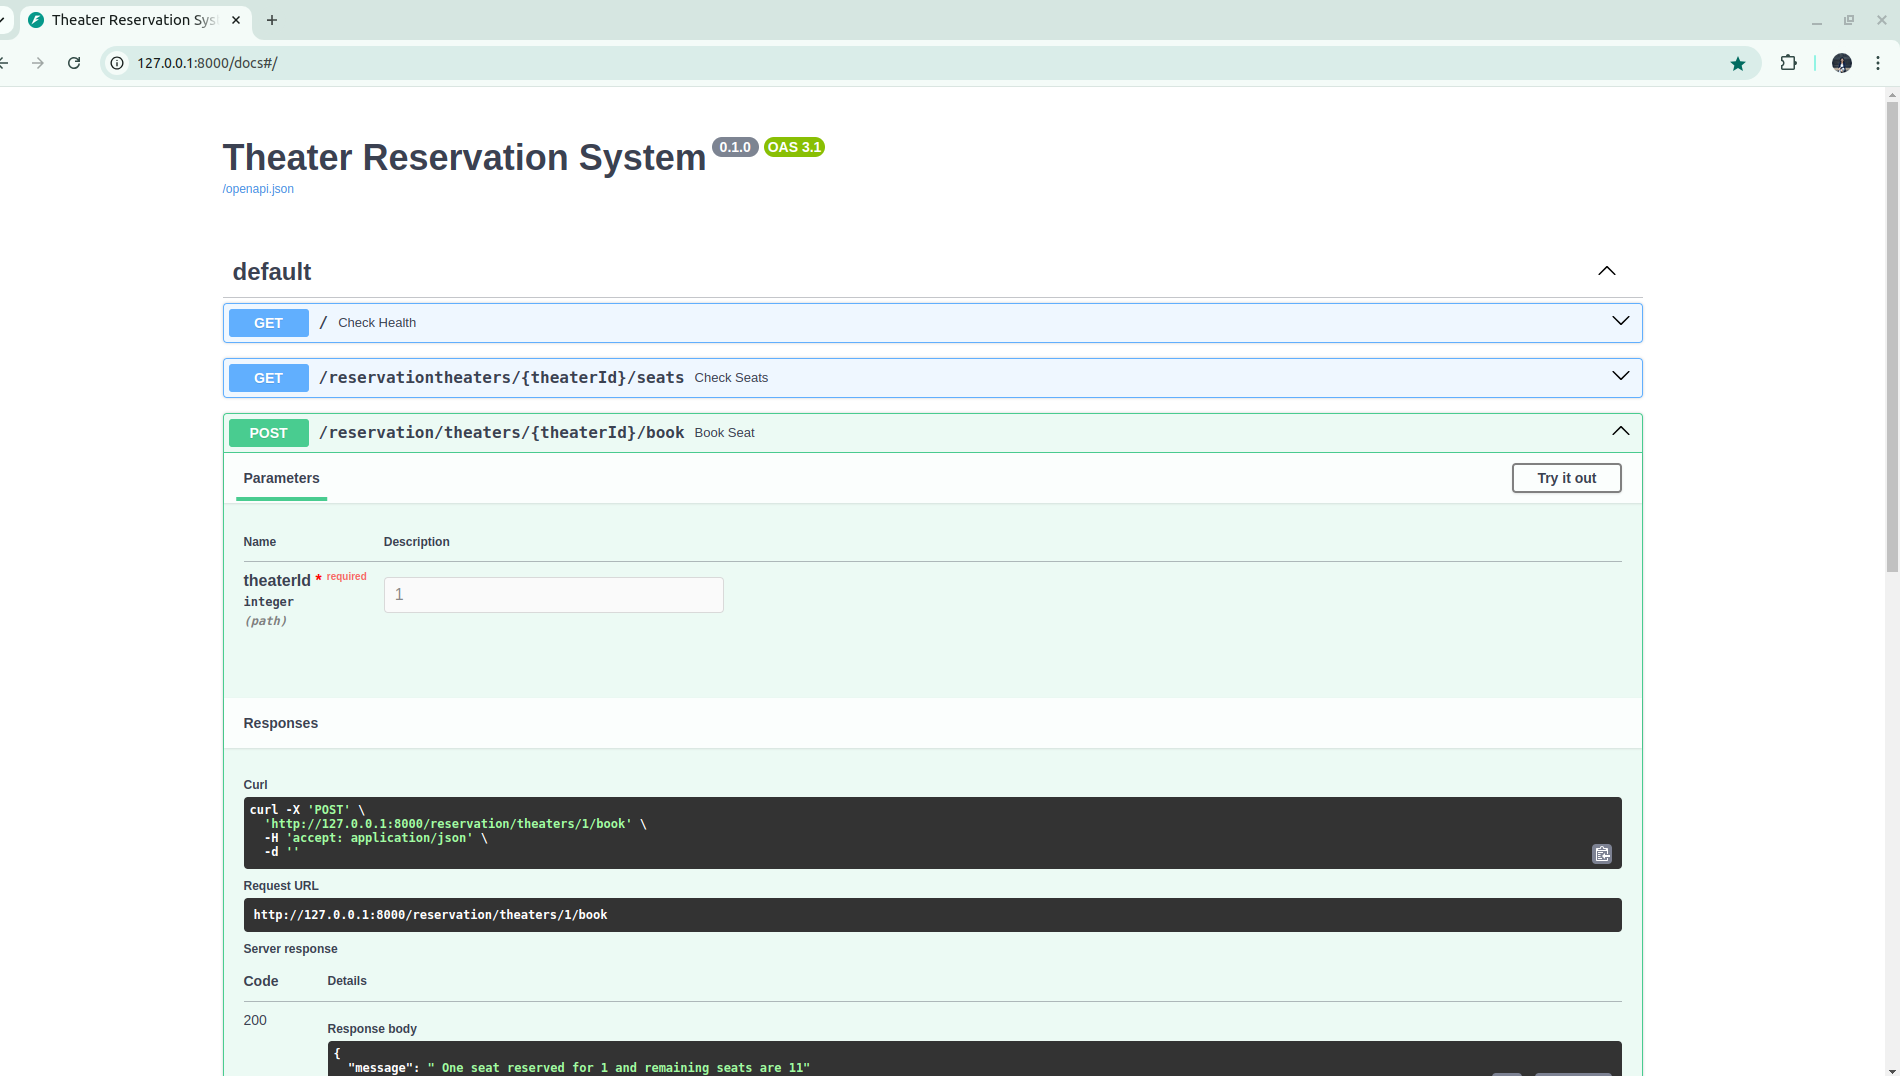 Theater Reservation Sys
127.0.0.1:8000/docs#/
Theater Reservation System 0.1.0 OAS 3.1
/openapi.json
default
GET / Check Health
GET /reservationtheaters/{theaterId}/seats Check Seats
POST /reservation/theaters/{theaterId}/book Book Seat
Parameters Try it out
Name Description
theaterId * required 1
integer
(path)
Responses
Curl
curl -X 'POST' \
'http://127.0.0.1:8000/reservation/theaters/1/book' \
-H 'accept: application/json' \
-d ''
Request URL
http://127.0.0.1:8000/reservation/theaters/1/book
Server response
Code Details
200 Response body
{
"message": " One seat reserved for 1 and remaining seats are 11"